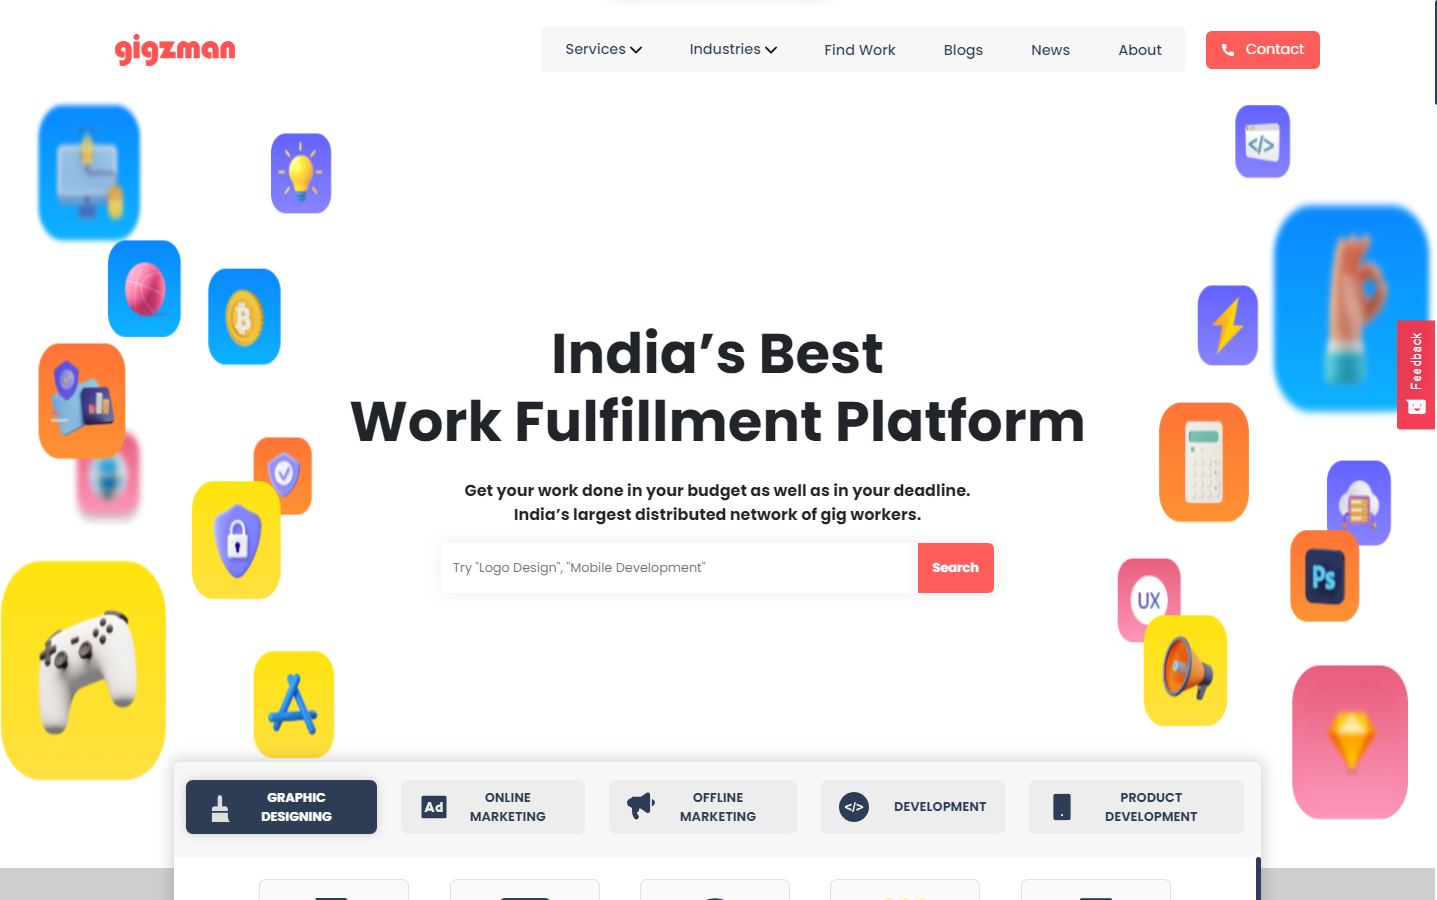 gigzman
Services
Industries
Find Work
Blogs
News
About
Contact
India’s Best
Work Fulfillment Platform
Get your work done in your budget as well as in your deadline.
India’s largest distributed network of gig workers.
Try "Logo Design", "Mobile Development"
Search
Feedback
UX
Ps
GRAPHIC
DESIGNING
Ad
ONLINE
MARKETING
OFFLINE
MARKETING
</>
DEVELOPMENT
PRODUCT
DEVELOPMENT